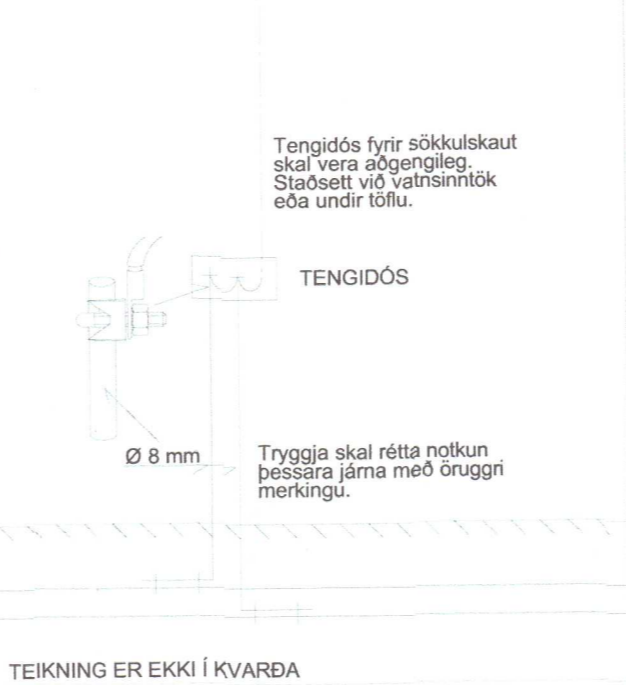 Tengidós fyrir sökkulskaut
skal vera aðgengileg.
Staðsett við vatnsinntök
eða undir töflu.
TENGIDÓS
Ø 8 mm
Tryggja skal rétta notkun
þessara járna með öruggri
merkingu.
TEIKNING ER EKKI Í KVARÐA